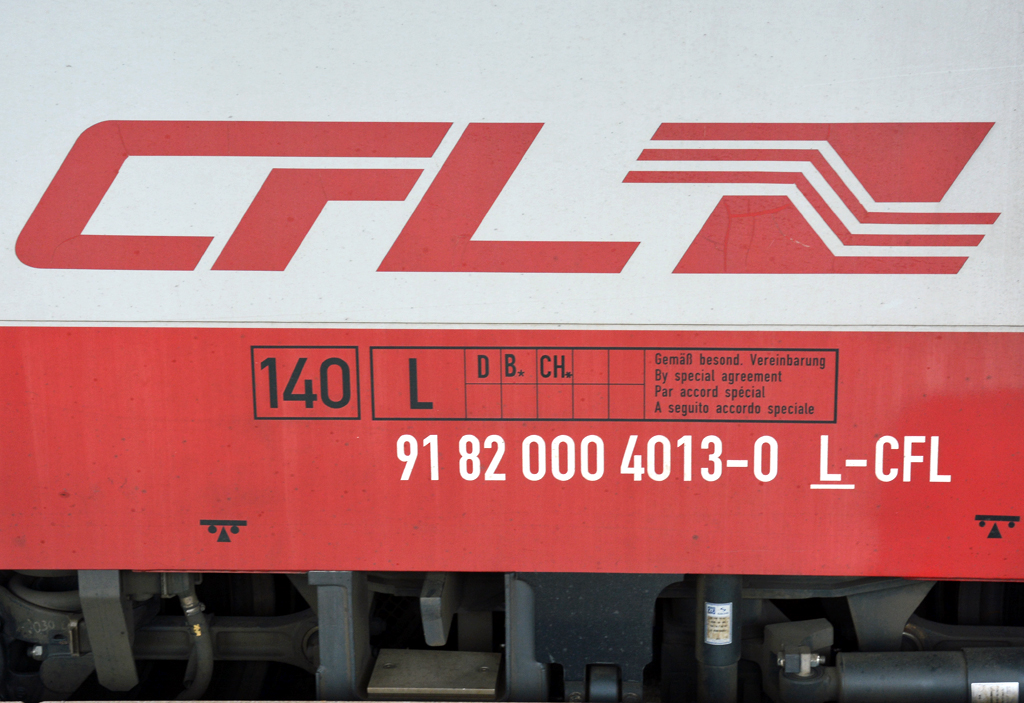 CFL
140 L D B* CH*
Gemäß besond. Vereinbarung
By special agreement
Par accord spécial
A seguito accordo speciale
91 82 000 4013-0 L-CFL